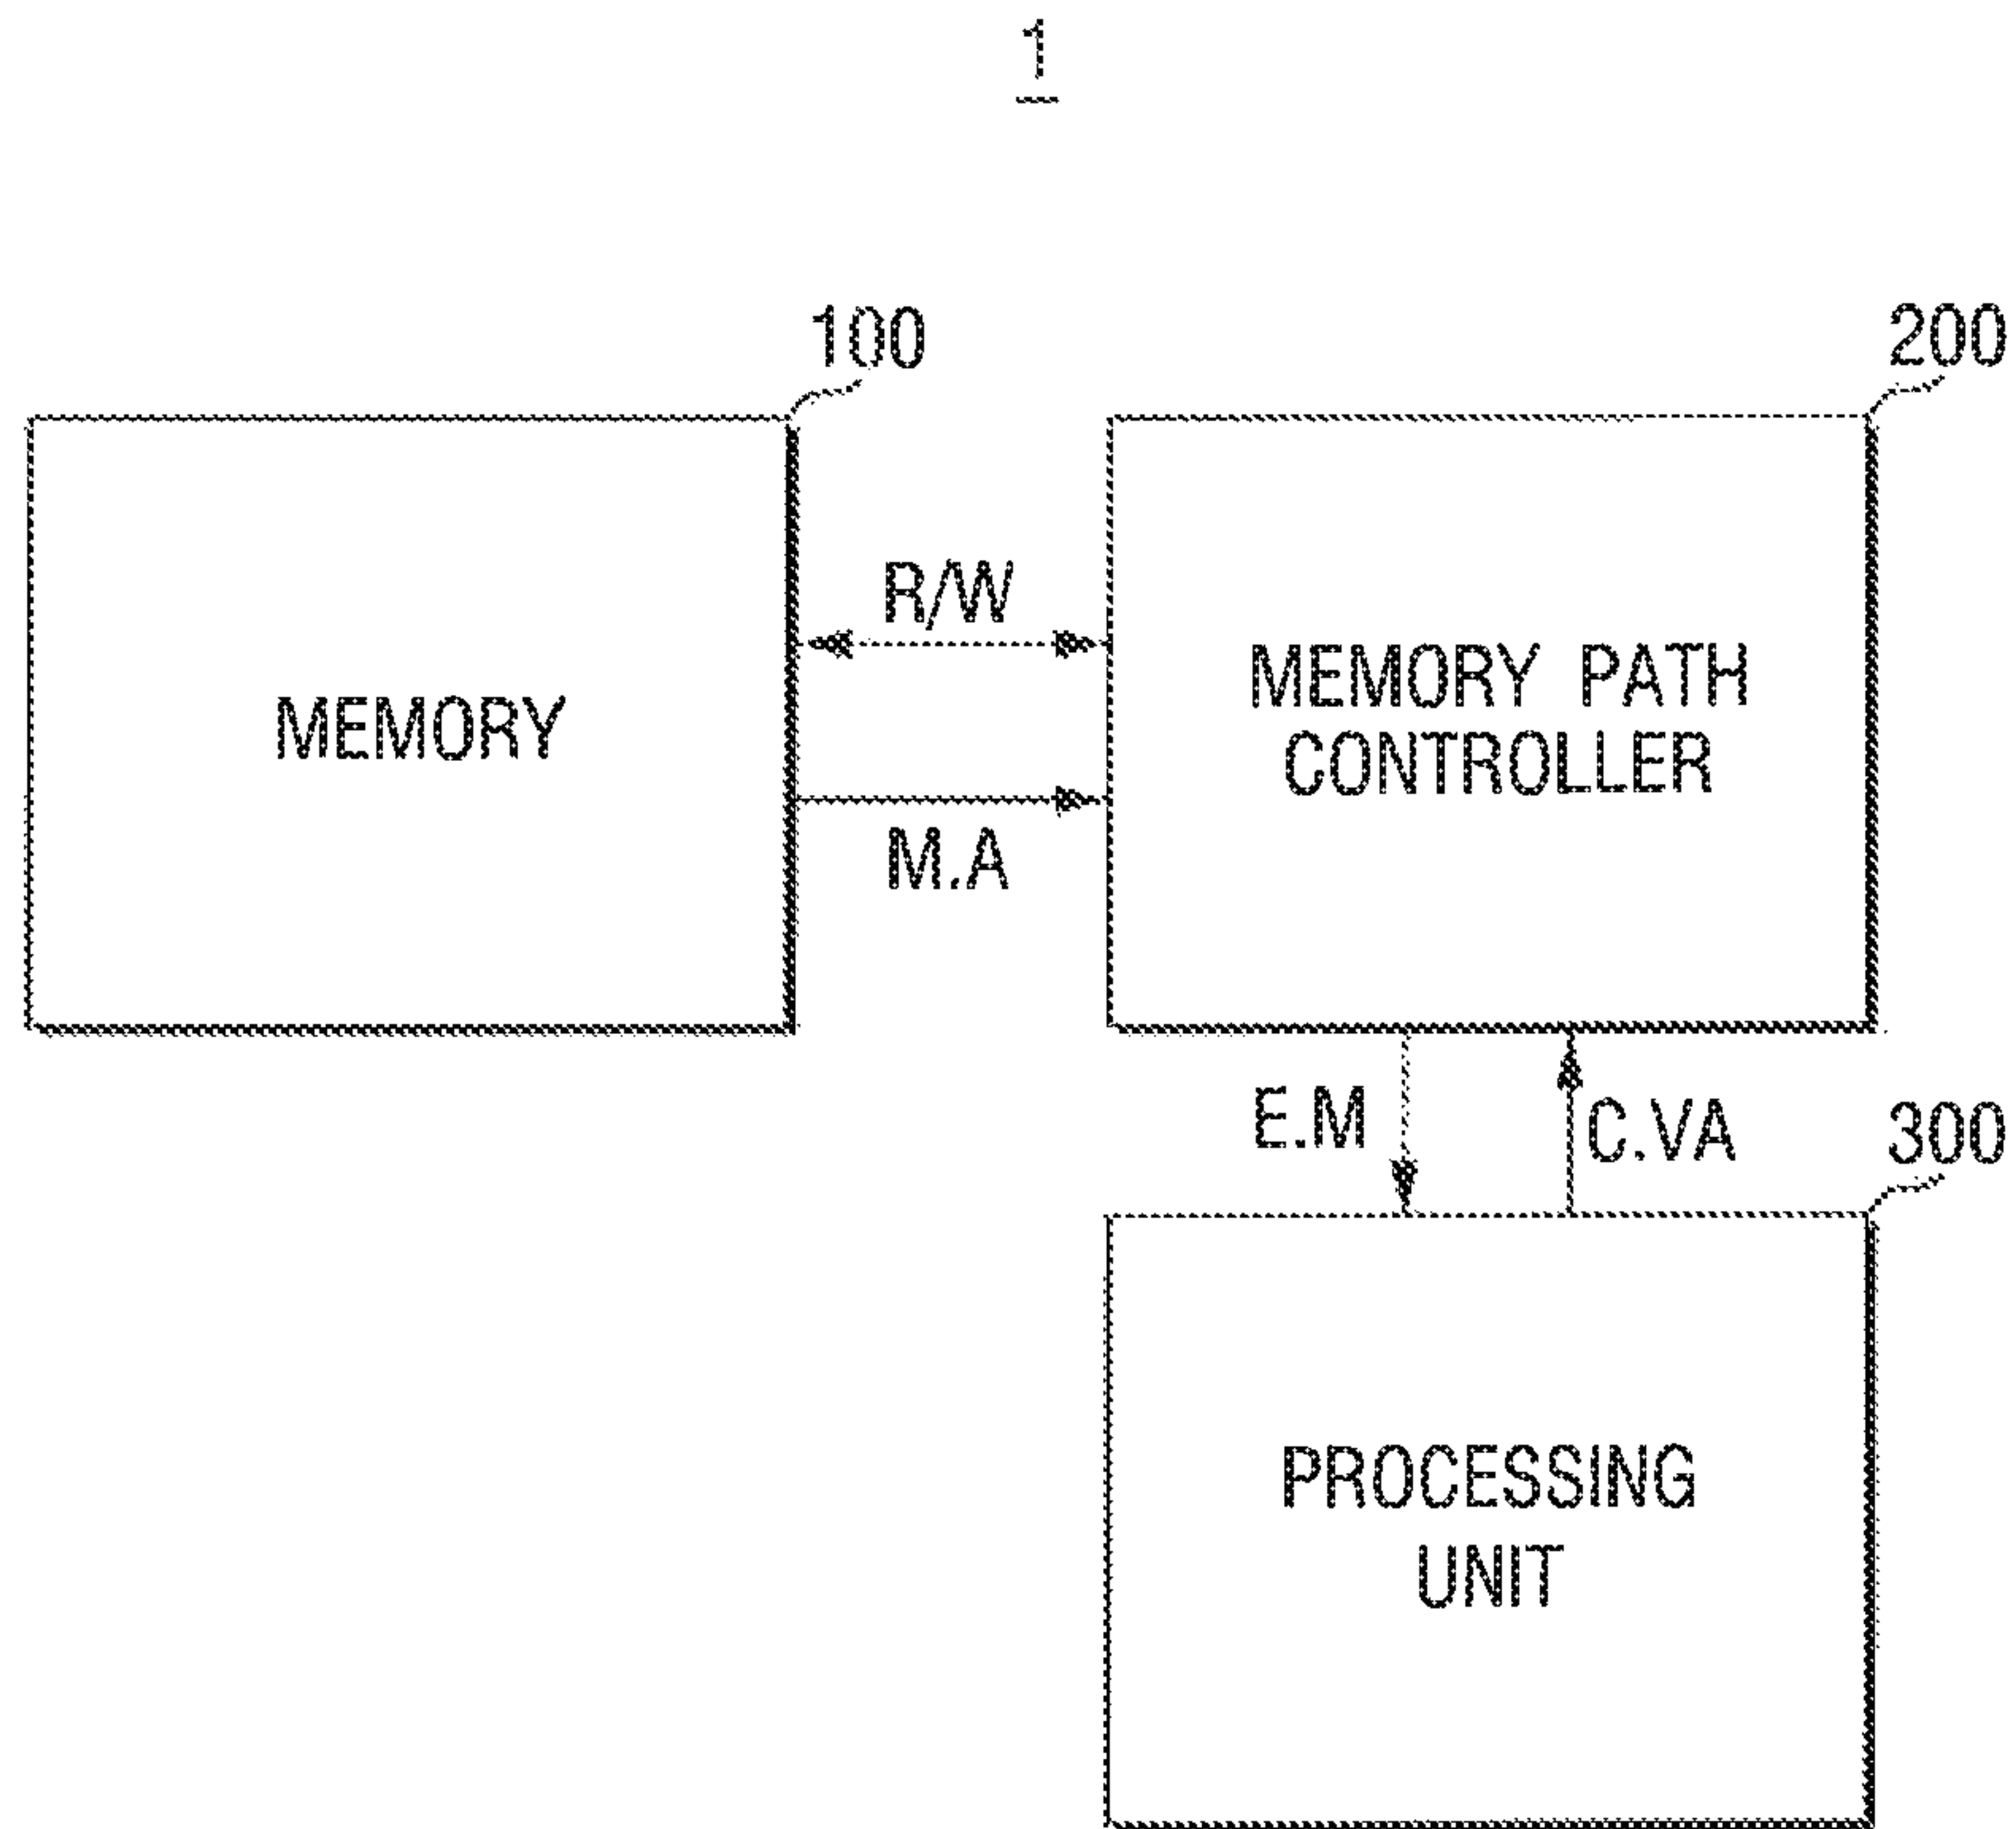 1
100
200
R/W
MEMORY
MEMORY PATH
CONTROLLER
M.A
E.M
C.VA
300
PROCESSING
UNIT